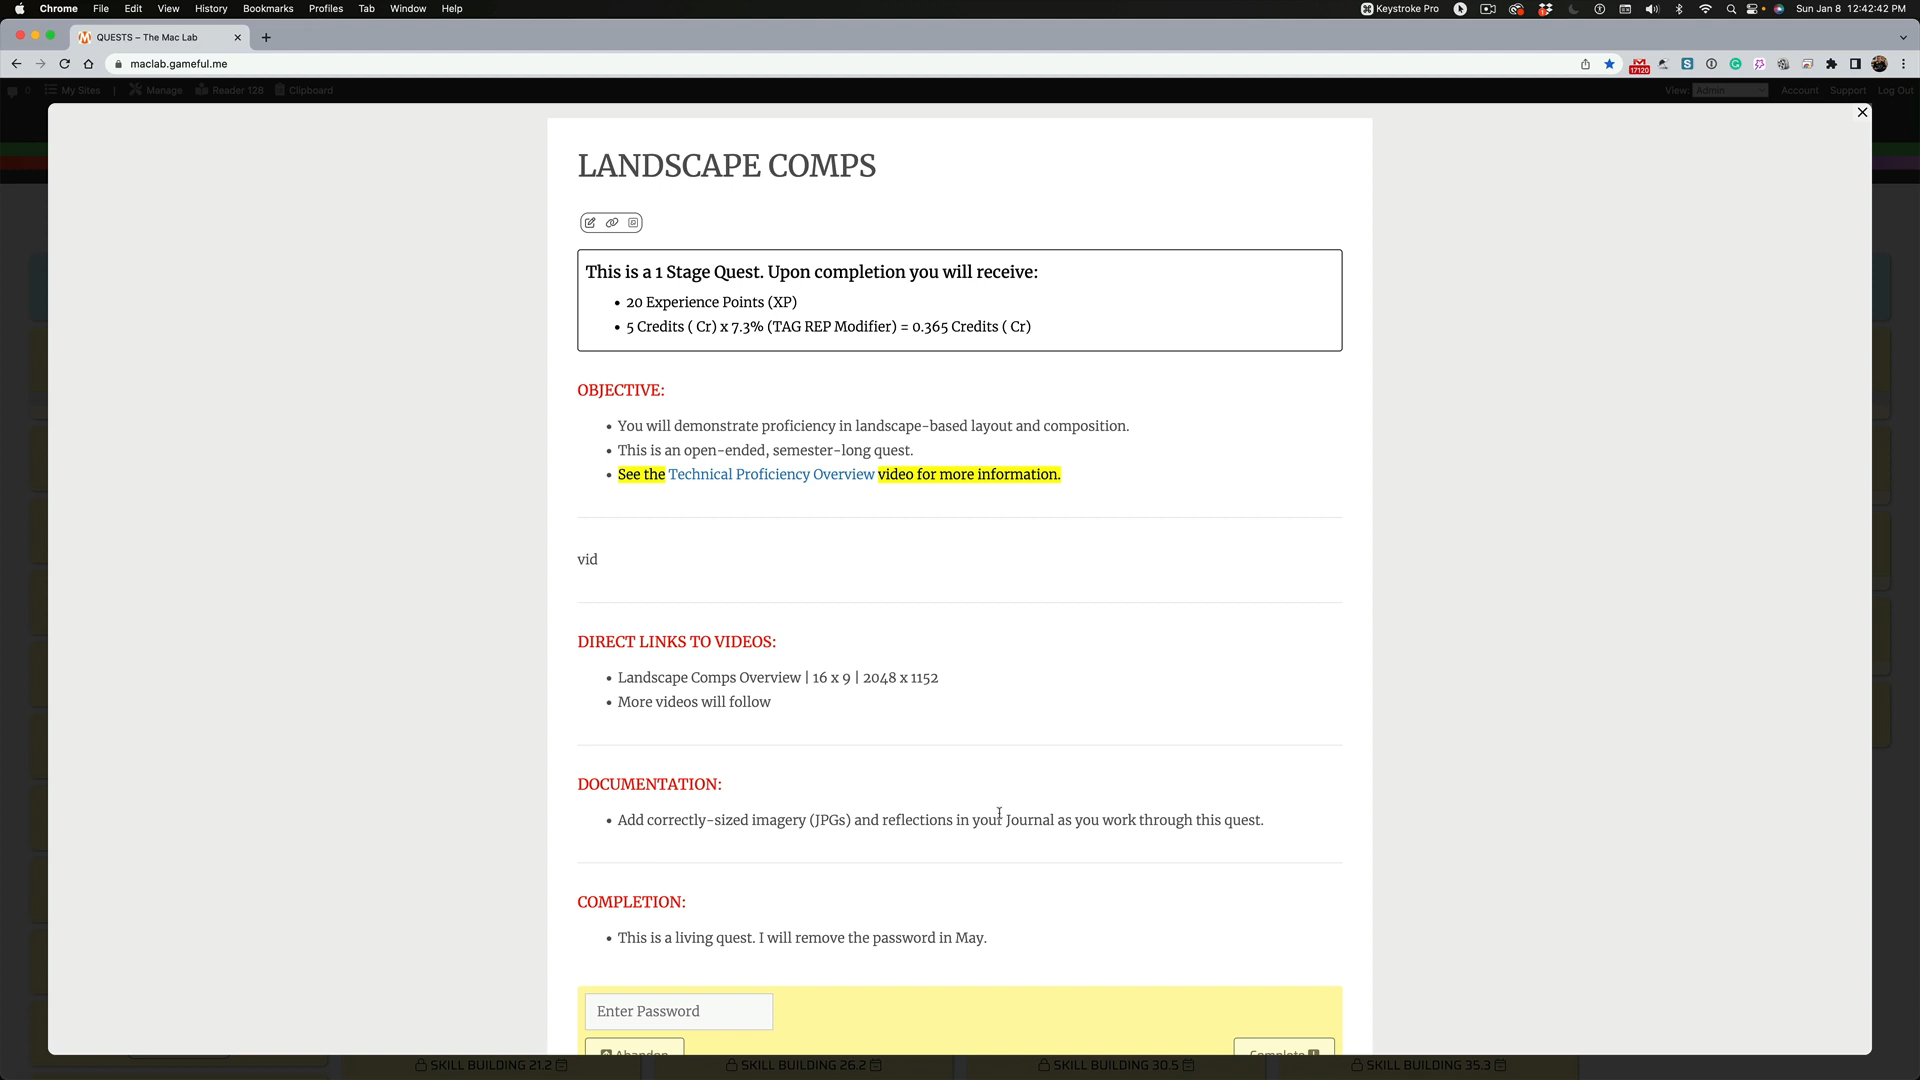 Chrome File Edit View History Bookmarks Profiles Tab Window Help
Keystroke Pro Sun Jan 8 12:42:42 PM
QUESTS – The Mac Lab
maclab.gameful.me
17120
0 My Sites | Manage Reader 128 Clipboard
View: Admin Account Support Log Out
LANDSCAPE COMPS
This is a 1 Stage Quest. Upon completion you will receive:
• 20 Experience Points (XP)
• 5 Credits ( Cr) x 7.3% (TAG REP Modifier) = 0.365 Credits ( Cr)
OBJECTIVE:
• You will demonstrate proficiency in landscape-based layout and composition.
• This is an open-ended, semester-long quest.
• See the Technical Proficiency Overview video for more information.
vid
DIRECT LINKS TO VIDEOS:
• Landscape Comps Overview | 16 x 9 | 2048 x 1152
• More videos will follow
DOCUMENTATION:
• Add correctly-sized imagery (JPGs) and reflections in your Journal as you work through this quest.
COMPLETION:
• This is a living quest. I will remove the password in May.
Enter Password
Abandon Complete
SKILL BUILDING 21.2 SKILL BUILDING 26.2 SKILL BUILDING 30.5 SKILL BUILDING 35.3